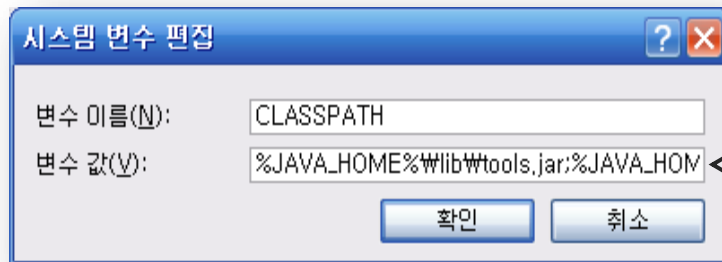 시스템 변수 편집
변수 이름(N): CLASSPATH
변수 값(V): %JAVA_HOME%₩lib₩tools.jar;%JAVA_HOM
확인 취소